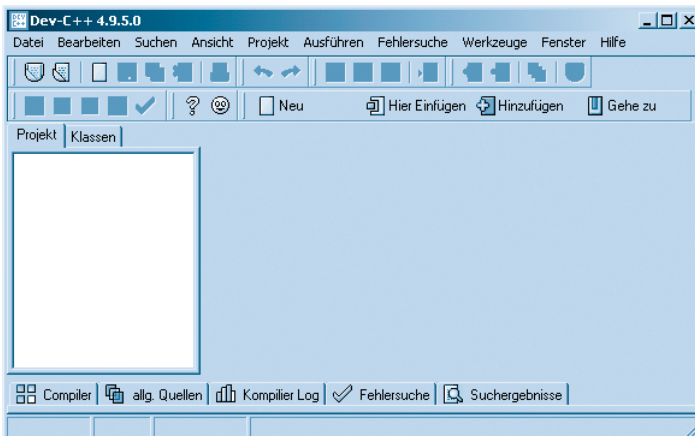 Dev-C++ 4.9.5.0
Datei Bearbeiten Suchen Ansicht Projekt Ausführen Fehlersuche Werkzeuge Fenster Hilfe
Neu Hier Einfügen Hinzufügen Gehe zu
Projekt Klassen
Compiler allg. Quellen Kompilier Log Fehlersuche Suchergebnisse